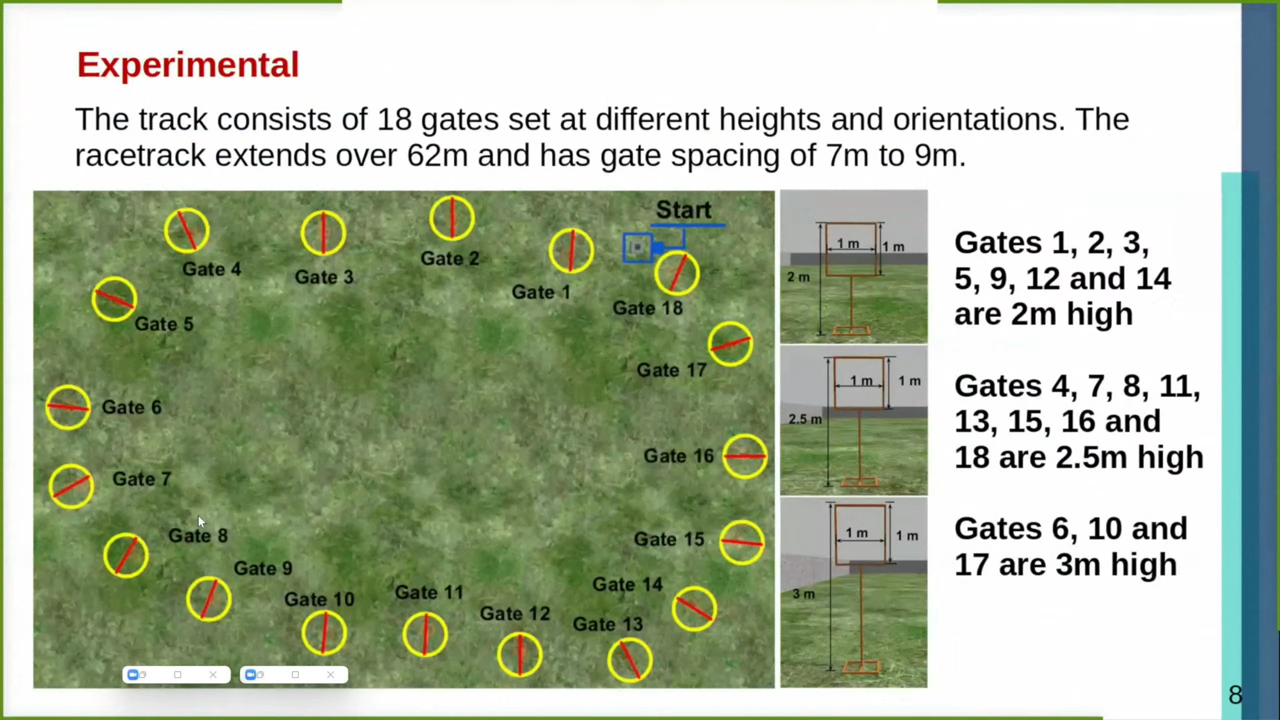 Experimental
The track consists of 18 gates set at different heights and orientations. The
racetrack extends over 62m and has gate spacing of 7m to 9m.
Start
Gate 4
Gate 3
Gate 2
Gate 1
Gate 18
Gate 5
Gate 17
Gate 6
Gate 16
Gate 7
Gate 8
Gate 15
Gate 9
Gate 14
Gate 10
Gate 11
Gate 12
Gate 13
1 m
1 m
2 m
1 m
1 m
2.5 m
1 m
1 m
3 m
Gates 1, 2, 3,
5, 9, 12 and 14
are 2m high
Gates 4, 7, 8, 11,
13, 15, 16 and
18 are 2.5m high
Gates 6, 10 and
17 are 3m high
8